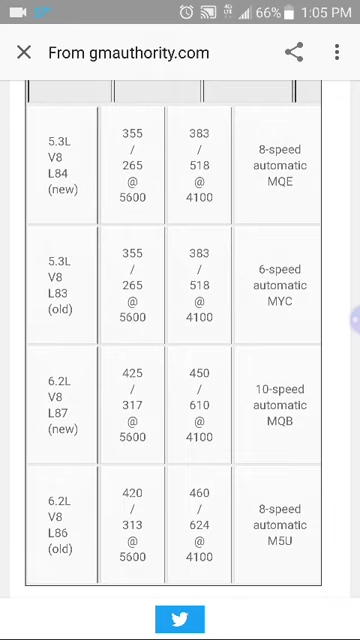 66% 1:05 PM
From gmauthority.com
5.3L
V8
L84
(new)
355
/
265
@
5600
383
/
518
@
4100
8-speed
automatic
MQE
5.3L
V8
L83
(old)
355
/
265
@
5600
383
/
518
@
4100
6-speed
automatic
MYC
6.2L
V8
L87
(new)
425
/
317
@
5600
450
/
610
@
4100
10-speed
automatic
MQB
6.2L
V8
L86
(old)
420
/
313
@
5600
460
/
624
@
4100
8-speed
automatic
M5U